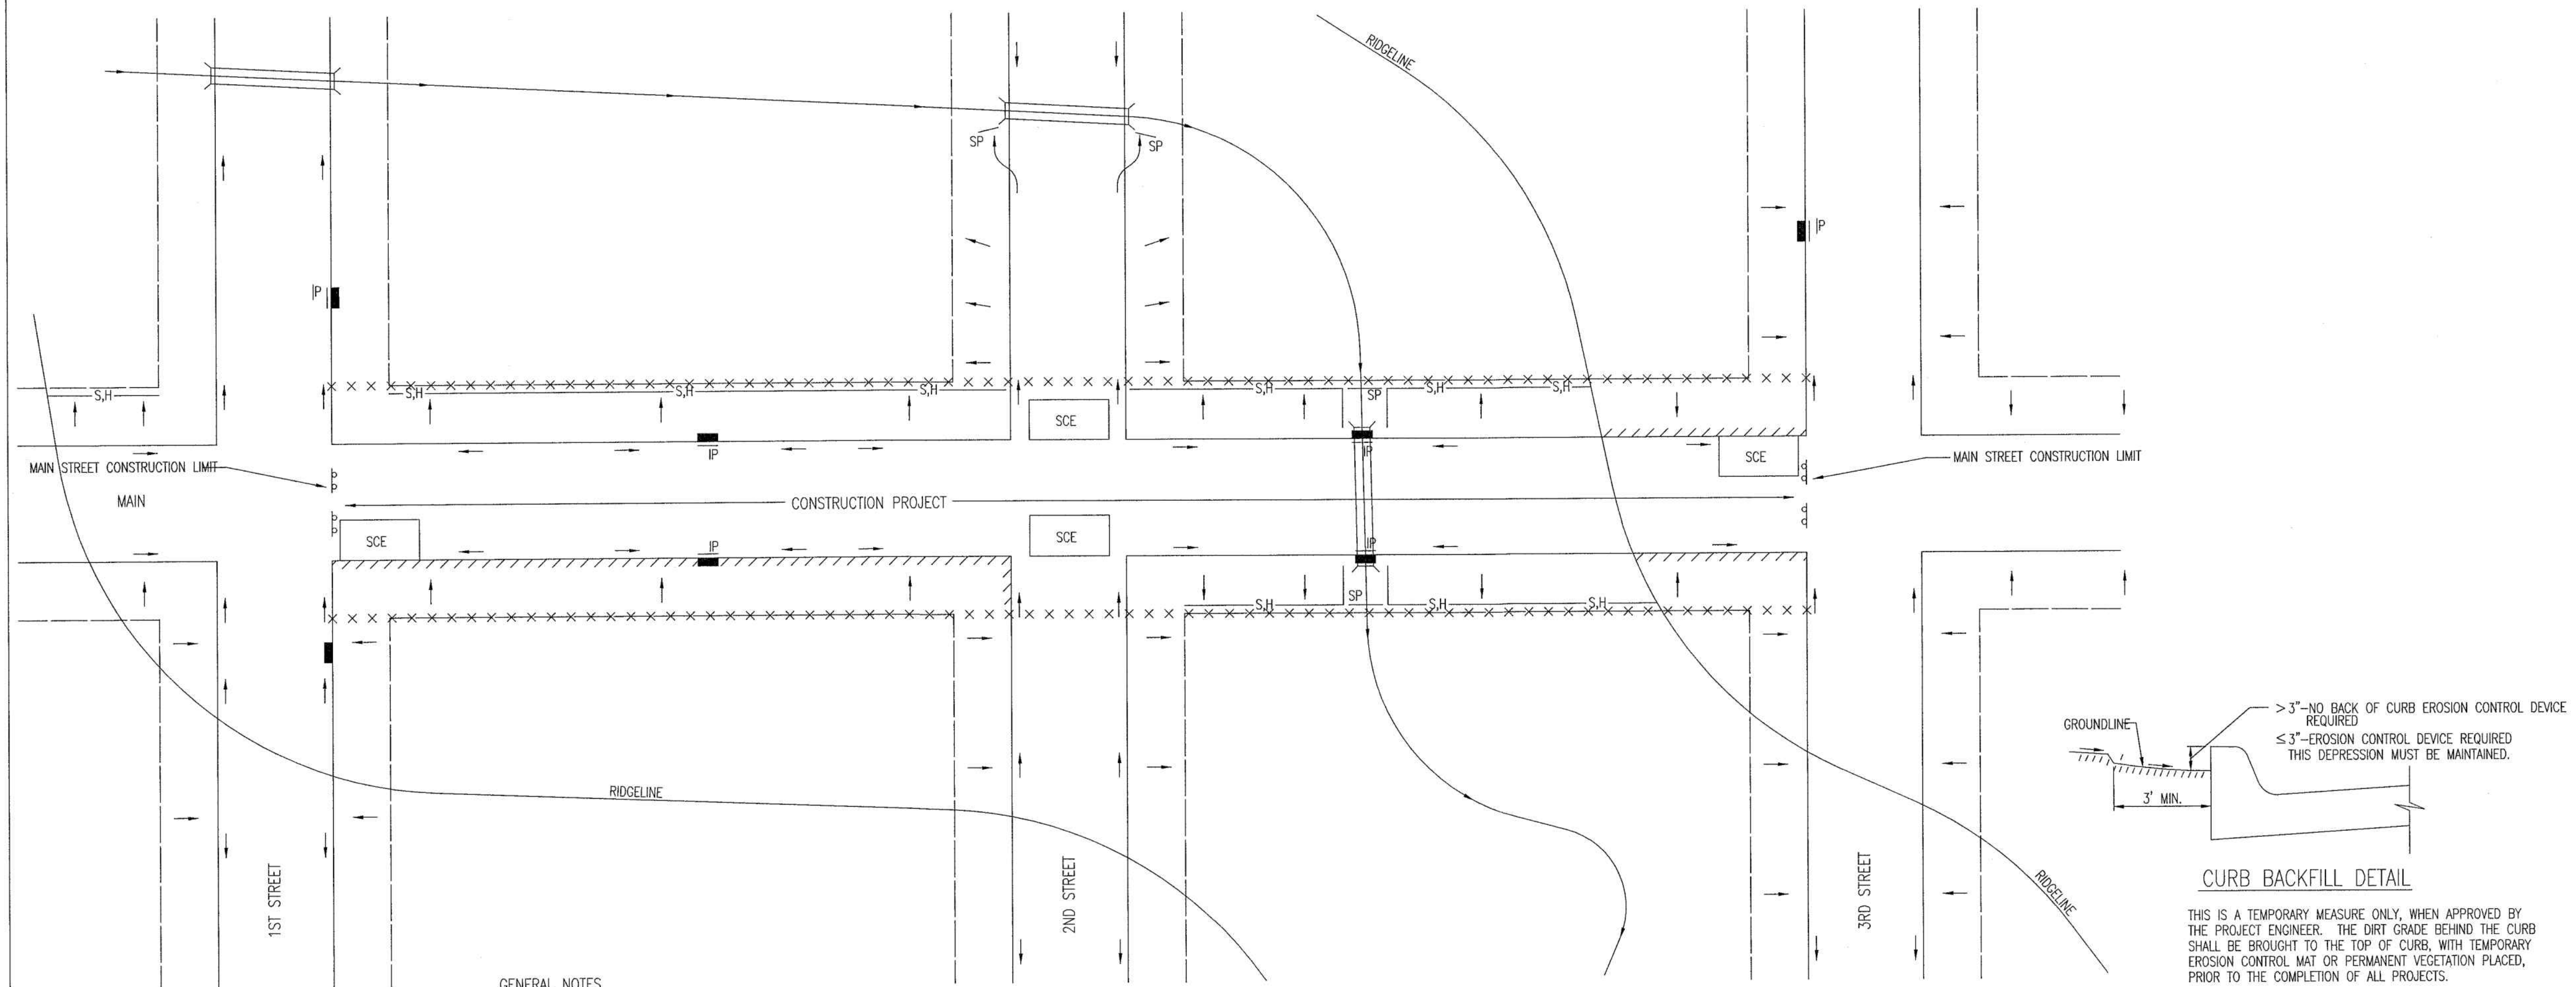 RIDGELINE
SP
SP
IP
IP
S,H
S,H
S,H
S,H
S,H
SP
S,H
S,H
SCE
IP
IP
SCE
MAIN STREET CONSTRUCTION LIMIT
MAIN STREET CONSTRUCTION LIMIT
MAIN
CONSTRUCTION PROJECT
SCE
SCE
IP
IP
S,H
SP
S,H
S,H
RIDGELINE
1ST STREET
2ND STREET
3RD STREET
RIDGELINE
>3"-NO BACK OF CURB EROSION CONTROL DEVICE
REQUIRED
GROUNDLINE
≤3"-EROSION CONTROL DEVICE REQUIRED
THIS DEPRESSION MUST BE MAINTAINED.
3' MIN.
CURB BACKFILL DETAIL
THIS IS A TEMPORARY MEASURE ONLY, WHEN APPROVED BY
THE PROJECT ENGINEER. THE DIRT GRADE BEHIND THE CURB
SHALL BE BROUGHT TO THE TOP OF CURB, WITH TEMPORARY
EROSION CONTROL MAT OR PERMANENT VEGETATION PLACED,
PRIOR TO THE COMPLETION OF ALL PROJECTS.
GENERAL NOTES